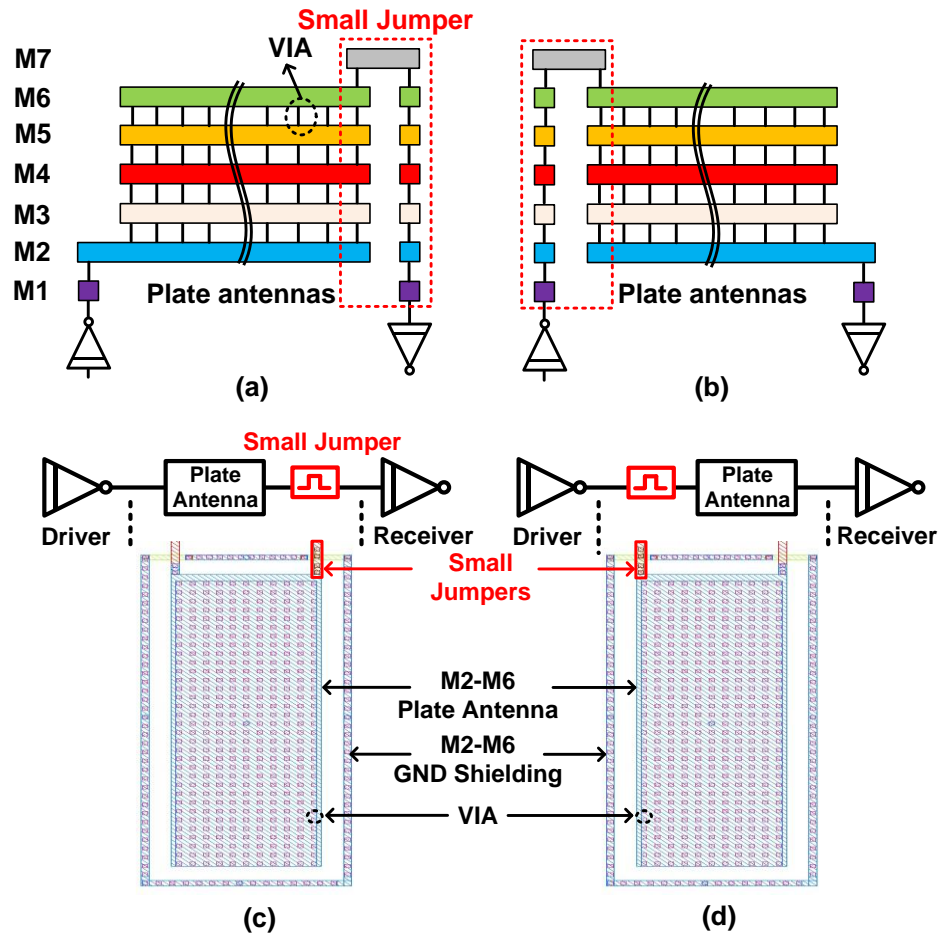 Small Jumper
VIA
M7
M6
M5
M4
M3
M2
M1
Plate antennas
Plate antennas
(a)
(b)
Small Jumper
Plate
Antenna
Driver
Receiver
Plate
Antenna
Driver
Receiver
Small
Jumpers
M2-M6
Plate Antenna
M2-M6
GND Shielding
VIA
(c)
(d)